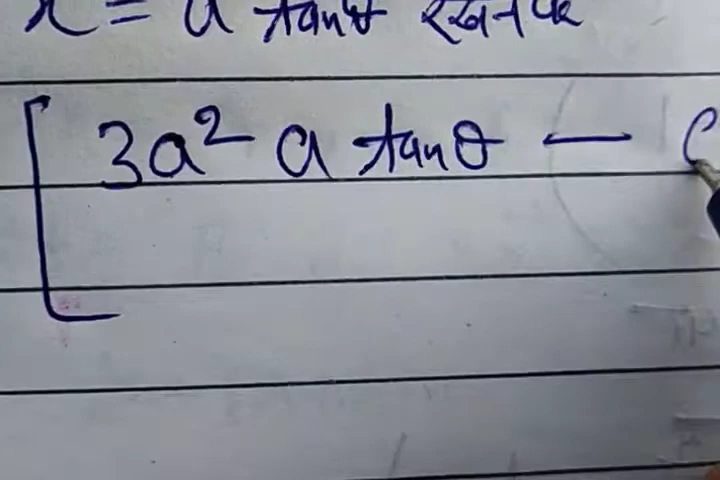 x = a tanθ रखने पर
[ 3a² a tanθ — (